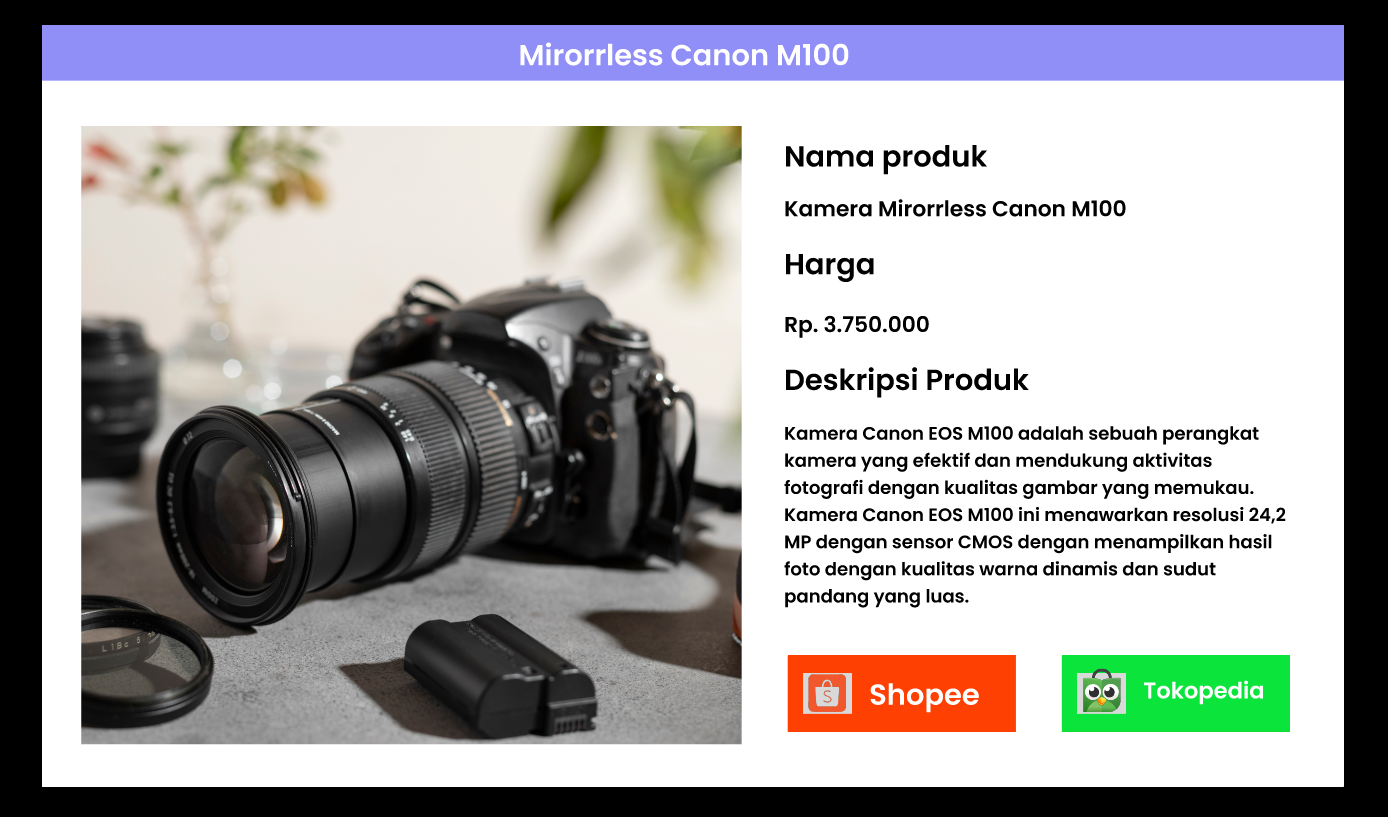 Mirorrless Canon M100
Nama produk
Kamera Mirorrless Canon M100
Harga
Rp. 3.750.000
Deskripsi Produk
Kamera Canon EOS M100 adalah sebuah perangkat
kamera yang efektif dan mendukung aktivitas
fotografi dengan kualitas gambar yang memukau.
Kamera Canon EOS M100 ini menawarkan resolusi 24,2
MP dengan sensor CMOS dengan menampilkan hasil
foto dengan kualitas warna dinamis dan sudut
pandang yang luas.
Shopee
Tokopedia